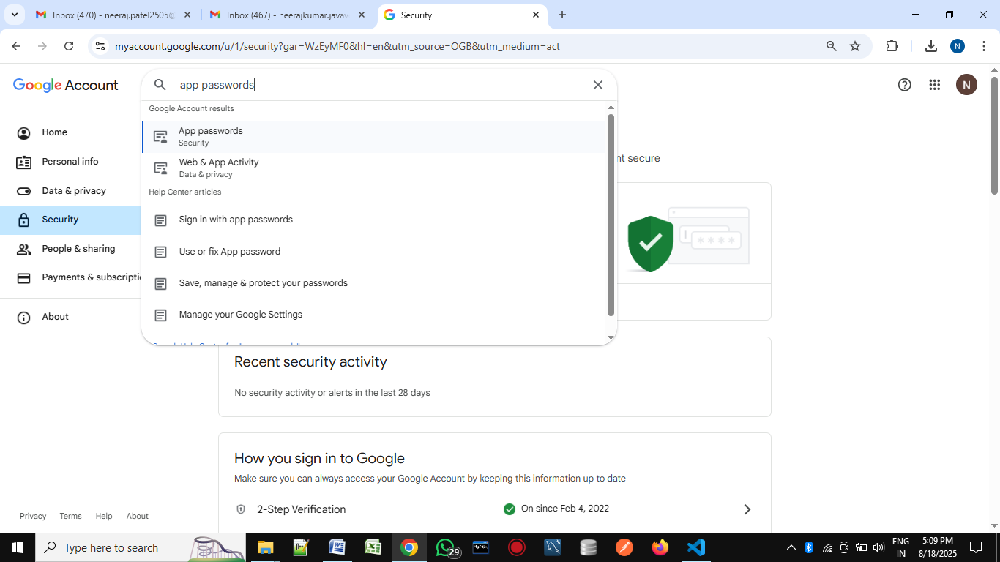 Inbox (470) - neeraj.patel2505@
Inbox (467) - neerajkumar.javav
Security
myaccount.google.com/u/1/security?gar=WzEyMF0&hl=en&utm_source=OGB&utm_medium=act
N
Google Account
app passwords
N
Google Account results
App passwords
Security
Web & App Activity
Data & privacy
Help Center articles
Sign in with app passwords
Use or fix App password
Save, manage & protect your passwords
Manage your Google Settings
Home
Personal info
Data & privacy
Security
People & sharing
Payments & subscriptio
About
nt secure
Recent security activity
No security activity or alerts in the last 28 days
How you sign in to Google
Make sure you can always access your Google Account by keeping this information up to date
2-Step Verification
On since Feb 4, 2022
Privacy Terms Help About
Type here to search
29
MySQL
ENG
IN
5:09 PM
8/18/2025